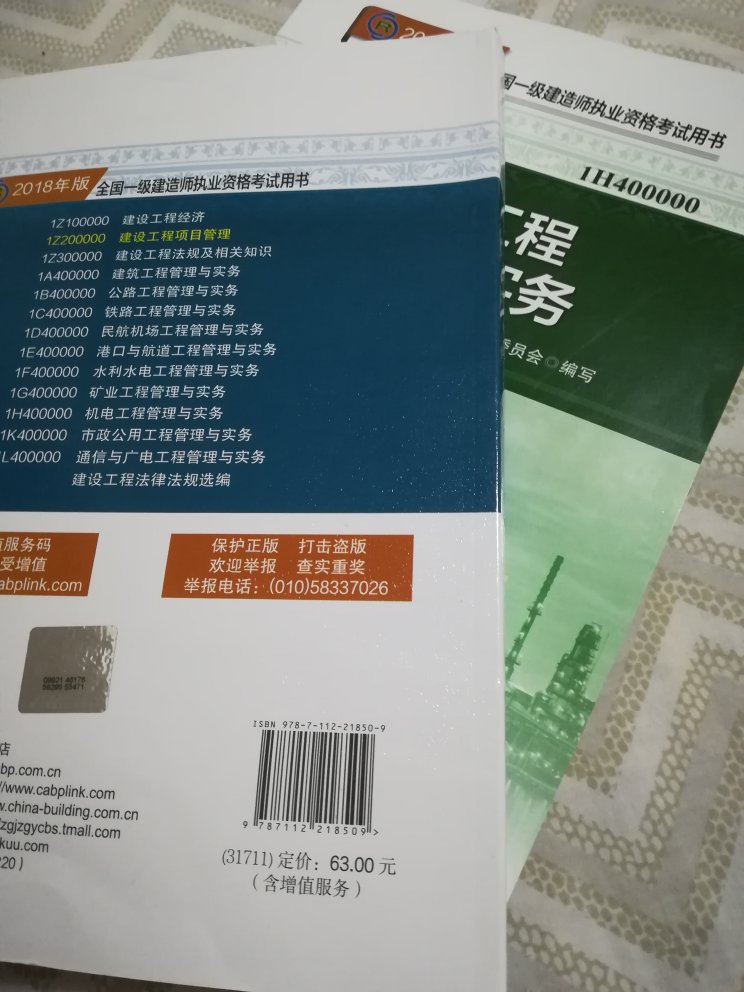 2018年版 全国一级建造师执业资格考试用书
1Z100000 建设工程经济
1Z200000 建设工程项目管理
1Z300000 建设工程法规及相关知识
1A400000 建筑工程管理与实务
1B400000 公路工程管理与实务
1C400000 铁路工程管理与实务
1D400000 民航机场工程管理与实务
1E400000 港口与航道工程管理与实务
1F400000 水利水电工程管理与实务
1G400000 矿业工程管理与实务
1H400000 机电工程管理与实务
1K400000 市政公用工程管理与实务
1L400000 通信与广电工程管理与实务
建设工程法律法规选编
服务码
受增值
abplink.com
保护正版 打击盗版
欢迎举报 查实重奖
举报电话：(010)58337026
09921 46176
ISBN 978-7-112-21850-9
9 787112 218509 >
(31711) 定价：63.00 元
（含增值服务）
店
bp.com.cn
//www.cabplink.com
w.china-building.com.cn
/zgjzgycbs.tmall.com
kuu.com
20）
20
国一级建造师执业资格考试用书
1H400000
工程
实务
委员会◎编写